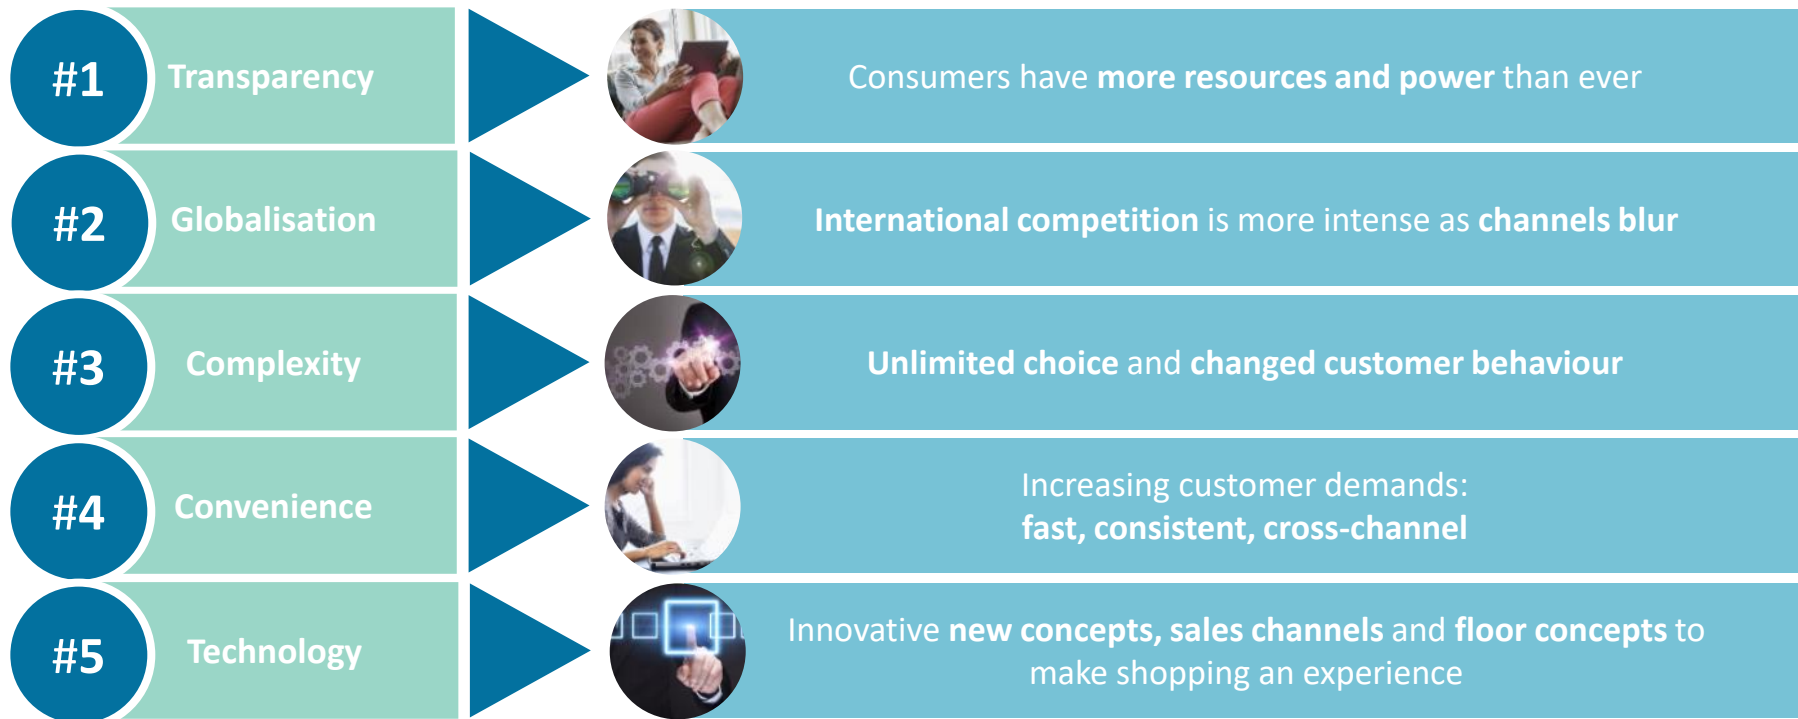 #1
Transparency
Consumers have more resources and power than ever
#2
Globalisation
International competition is more intense as channels blur
#3
Complexity
Unlimited choice and changed customer behaviour
#4
Convenience
Increasing customer demands:
fast, consistent, cross-channel
#5
Technology
Innovative new concepts, sales channels and floor concepts to
make shopping an experience